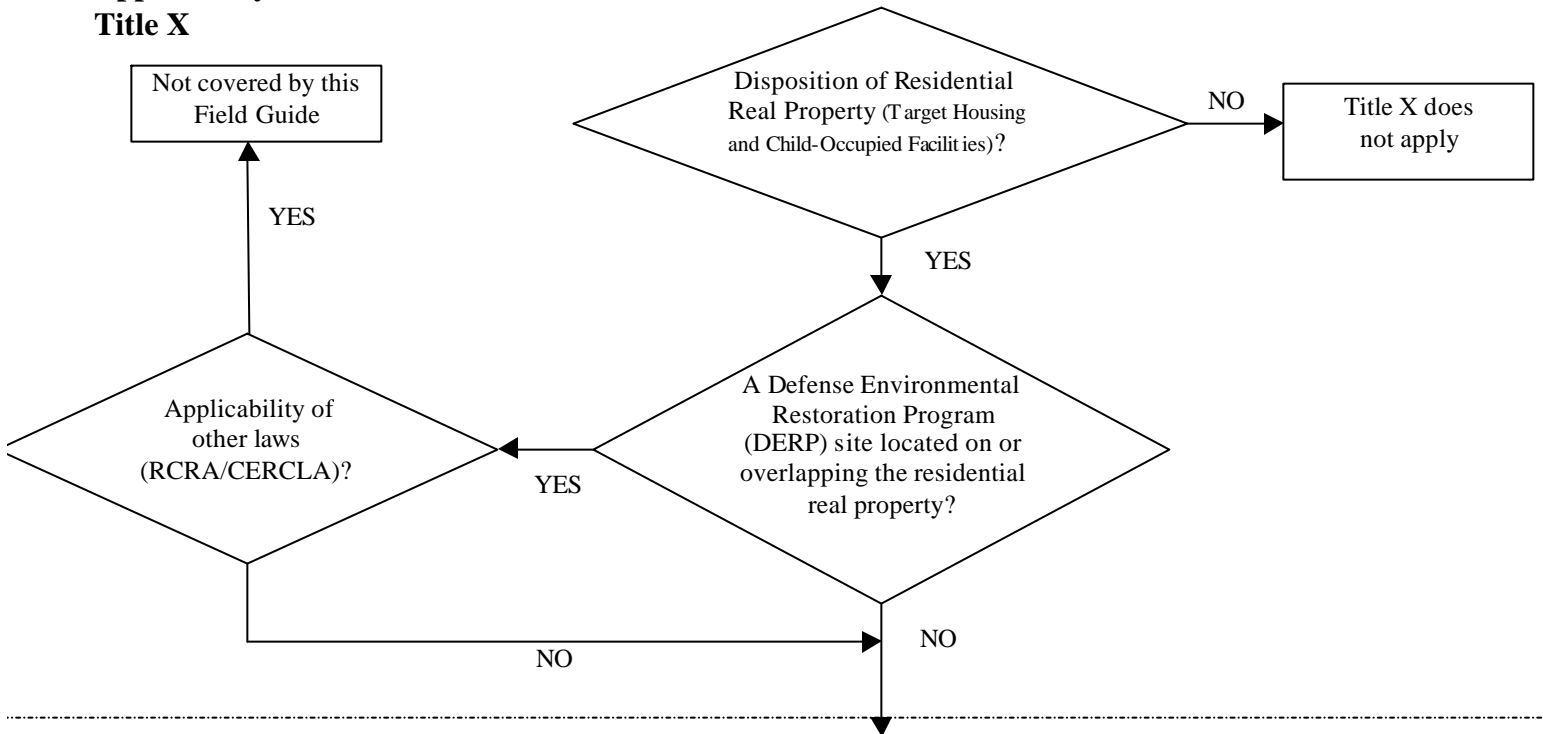 Title X
Not covered by this
Field Guide
YES
Disposition of Residential
Real Property (Target Housing
and Child-Occupied Facilities)?
NO
Title X does
not apply
YES
Applicability of
other laws
(RCRA/CERCLA)?
YES
A Defense Environmental
Restoration Program
(DERP) site located on or
overlapping the residential
real property?
NO
NO